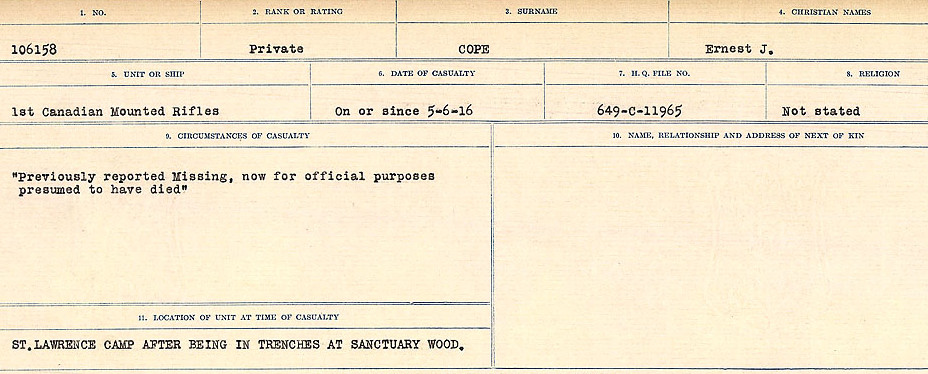 1. NO.
2. RANK OR RATING
3. SURNAME
4. CHRISTIAN NAMES
106158
Private
COPE
Ernest J.
5. UNIT OR SHIP
6. DATE OF CASUALTY
7. H.Q. FILE NO.
8. RELIGION
1st Canadian Mounted Rifles
On or since 5-6-16
649-C-11965
Not stated
9. CIRCUMSTANCES OF CASUALTY
10. NAME, RELATIONSHIP AND ADDRESS OF NEXT OF KIN
"Previously reported Missing, now for official purposes
presumed to have died"
11. LOCATION OF UNIT AT TIME OF CASUALTY
ST.LAWRENCE CAMP AFTER BEING IN TRENCHES AT SANCTUARY WOOD.